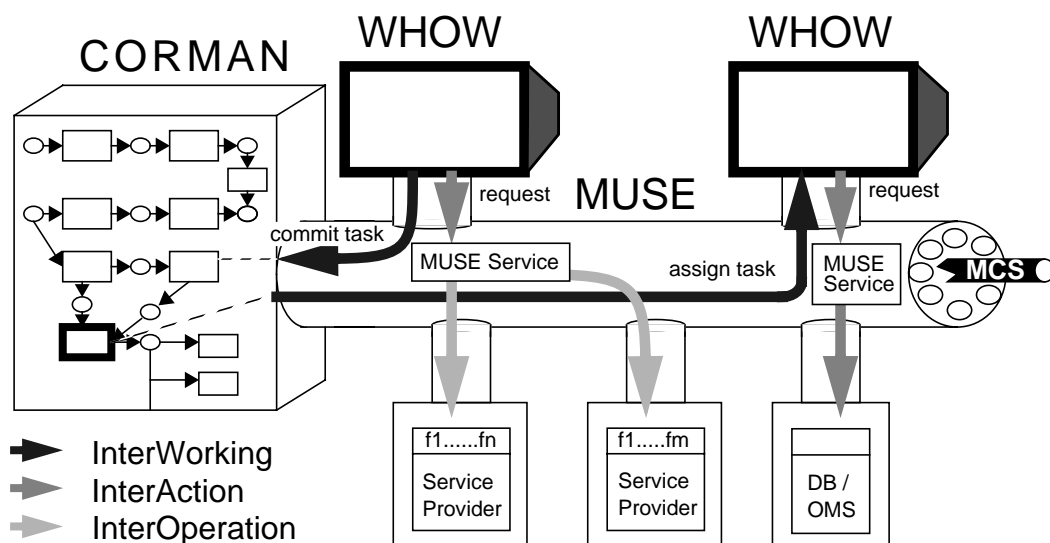 WHOW
WHOW
CORMAN
request
MUSE
request
commit task
MUSE Service
assign task
MUSE
Service
MCS
f1......fn
Service
Provider
f1.....fm
Service
Provider
DB /
OMS
InterWorking
InterAction
InterOperation